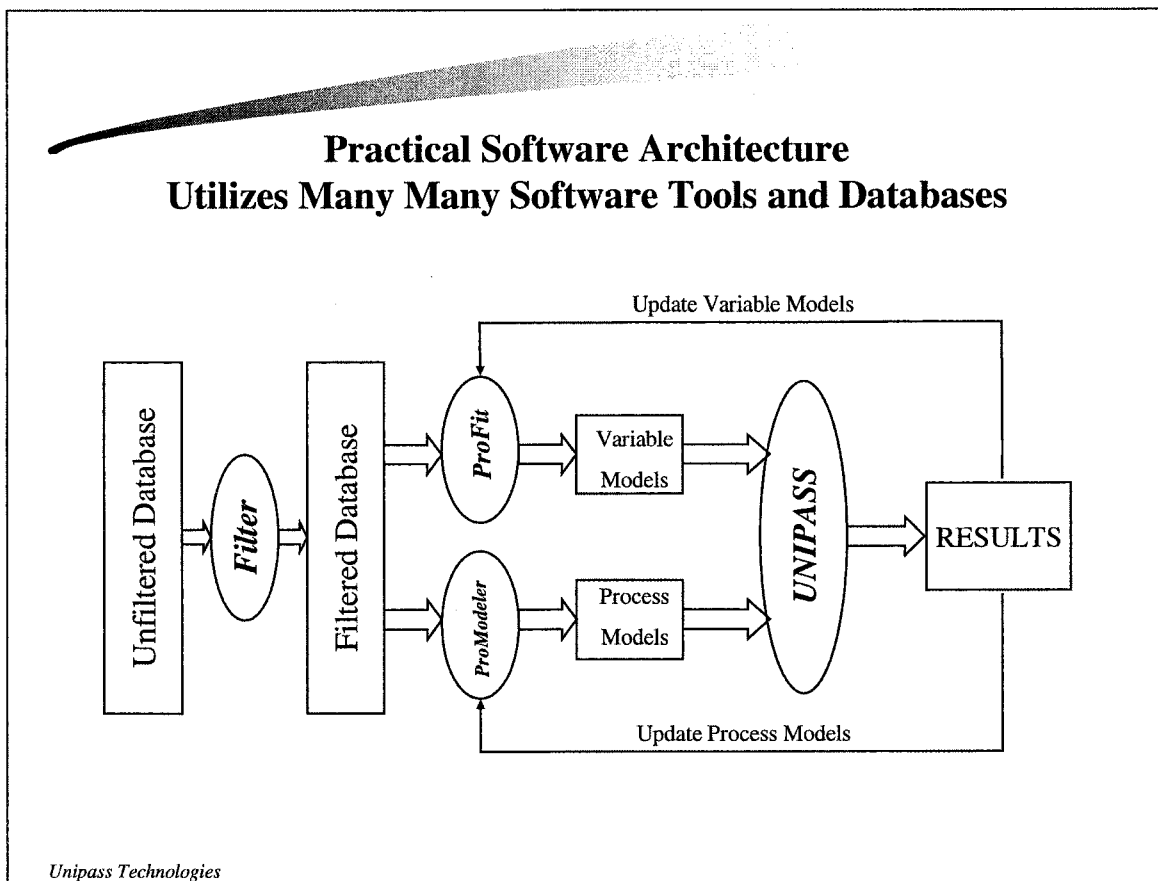 Practical Software Architecture
Utilizes Many Many Software Tools and Databases
Update Variable Models
Unfiltered Database
Filter
Filtered Database
ProFit
Variable
Models
ProModeler
Process
Models
UNIPASS
RESULTS
Update Process Models
Unipass Technologies